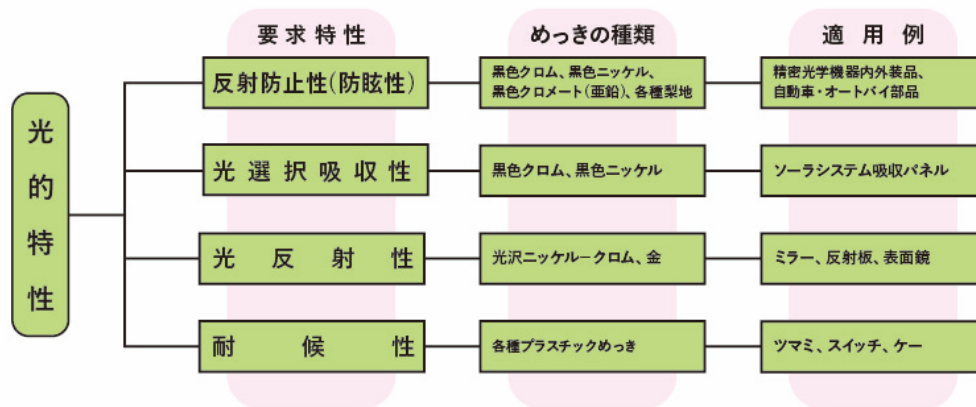 要求特性
めっきの種類
適用例
光的特性
反射防止性(防眩性)
黒色クロム、黒色ニッケル、
黒色クロメート(亜鉛)、各種梨地
精密光学機器内外装品、
自動車・オートバイ部品
光選択吸収性
黒色クロム、黒色ニッケル
ソーラシステム吸収パネル
光反射性
光沢ニッケルークロム、金
ミラー、反射板、表面鏡
耐候性
各種プラスチックめっき
ツマミ、スイッチ、ケー